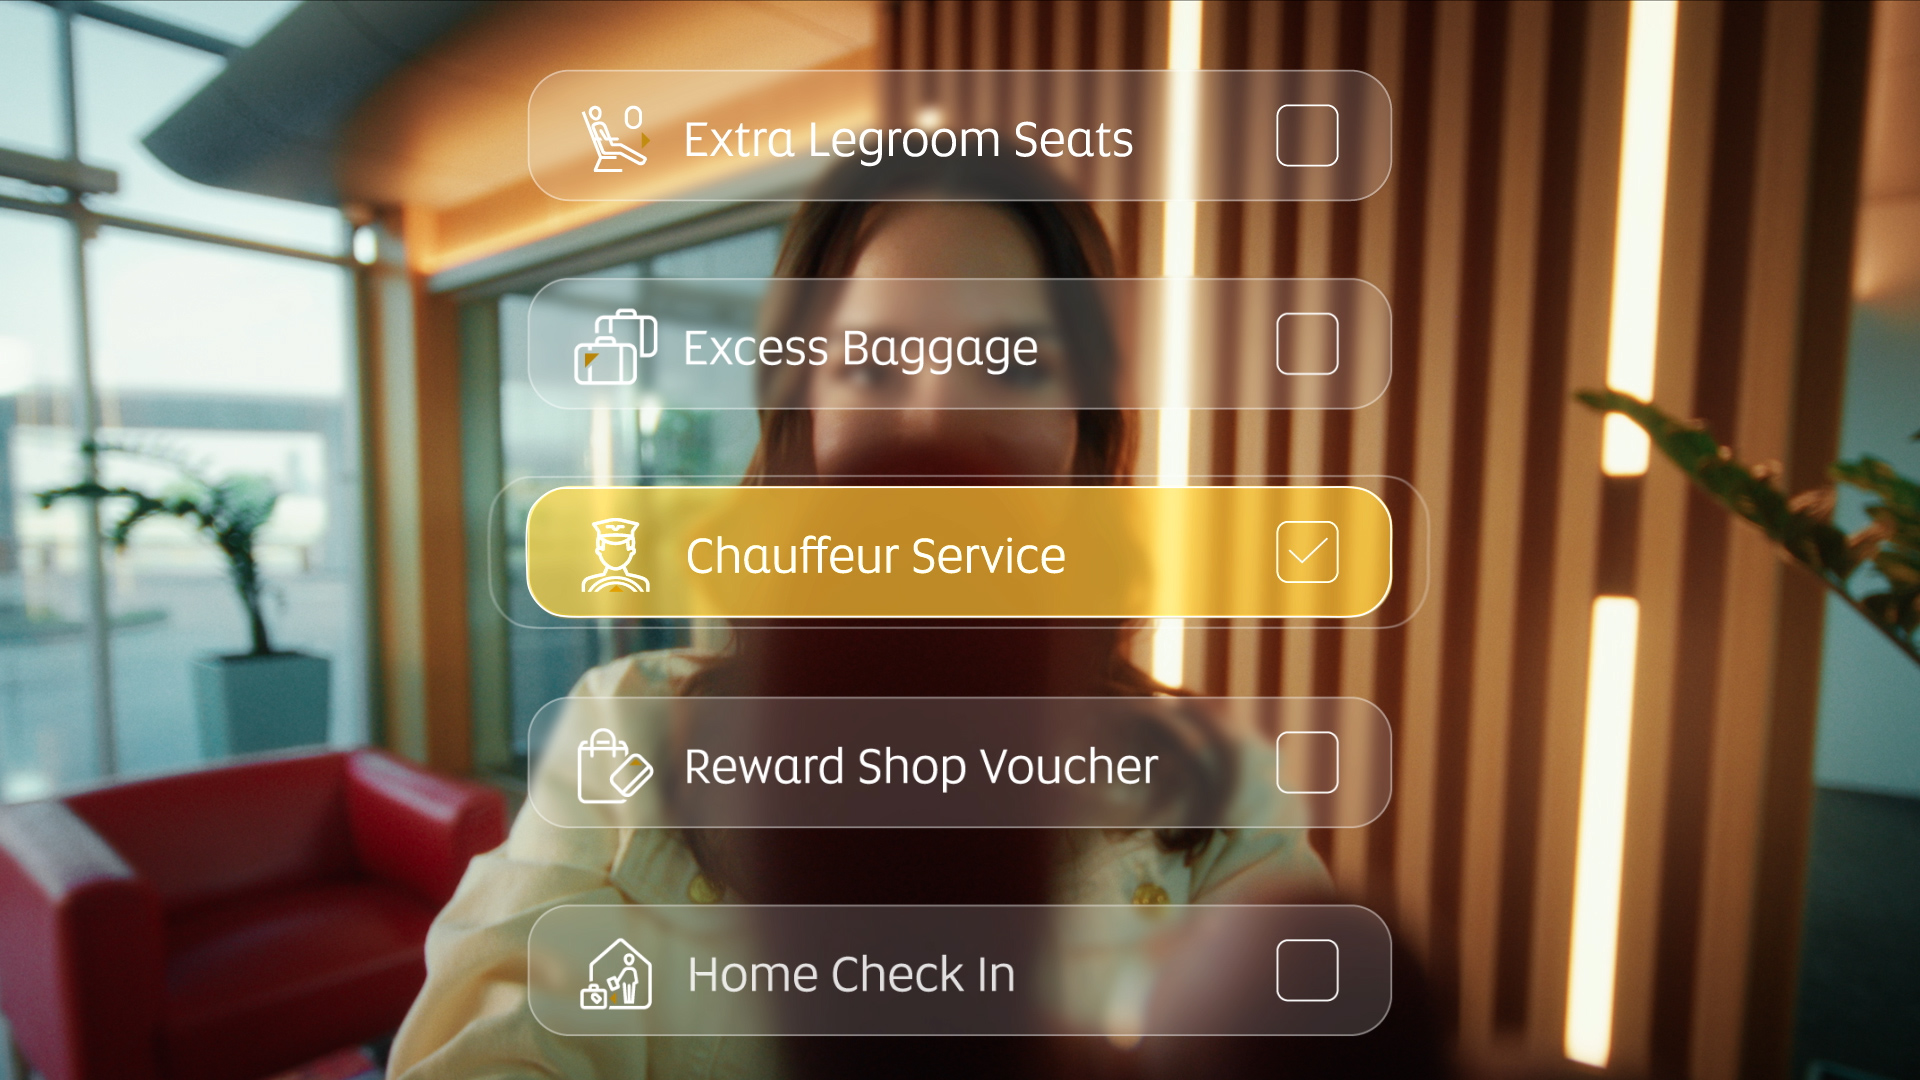 Extra Legroom Seats
Excess Baggage
Chauffeur Service
Reward Shop Voucher
Home Check In